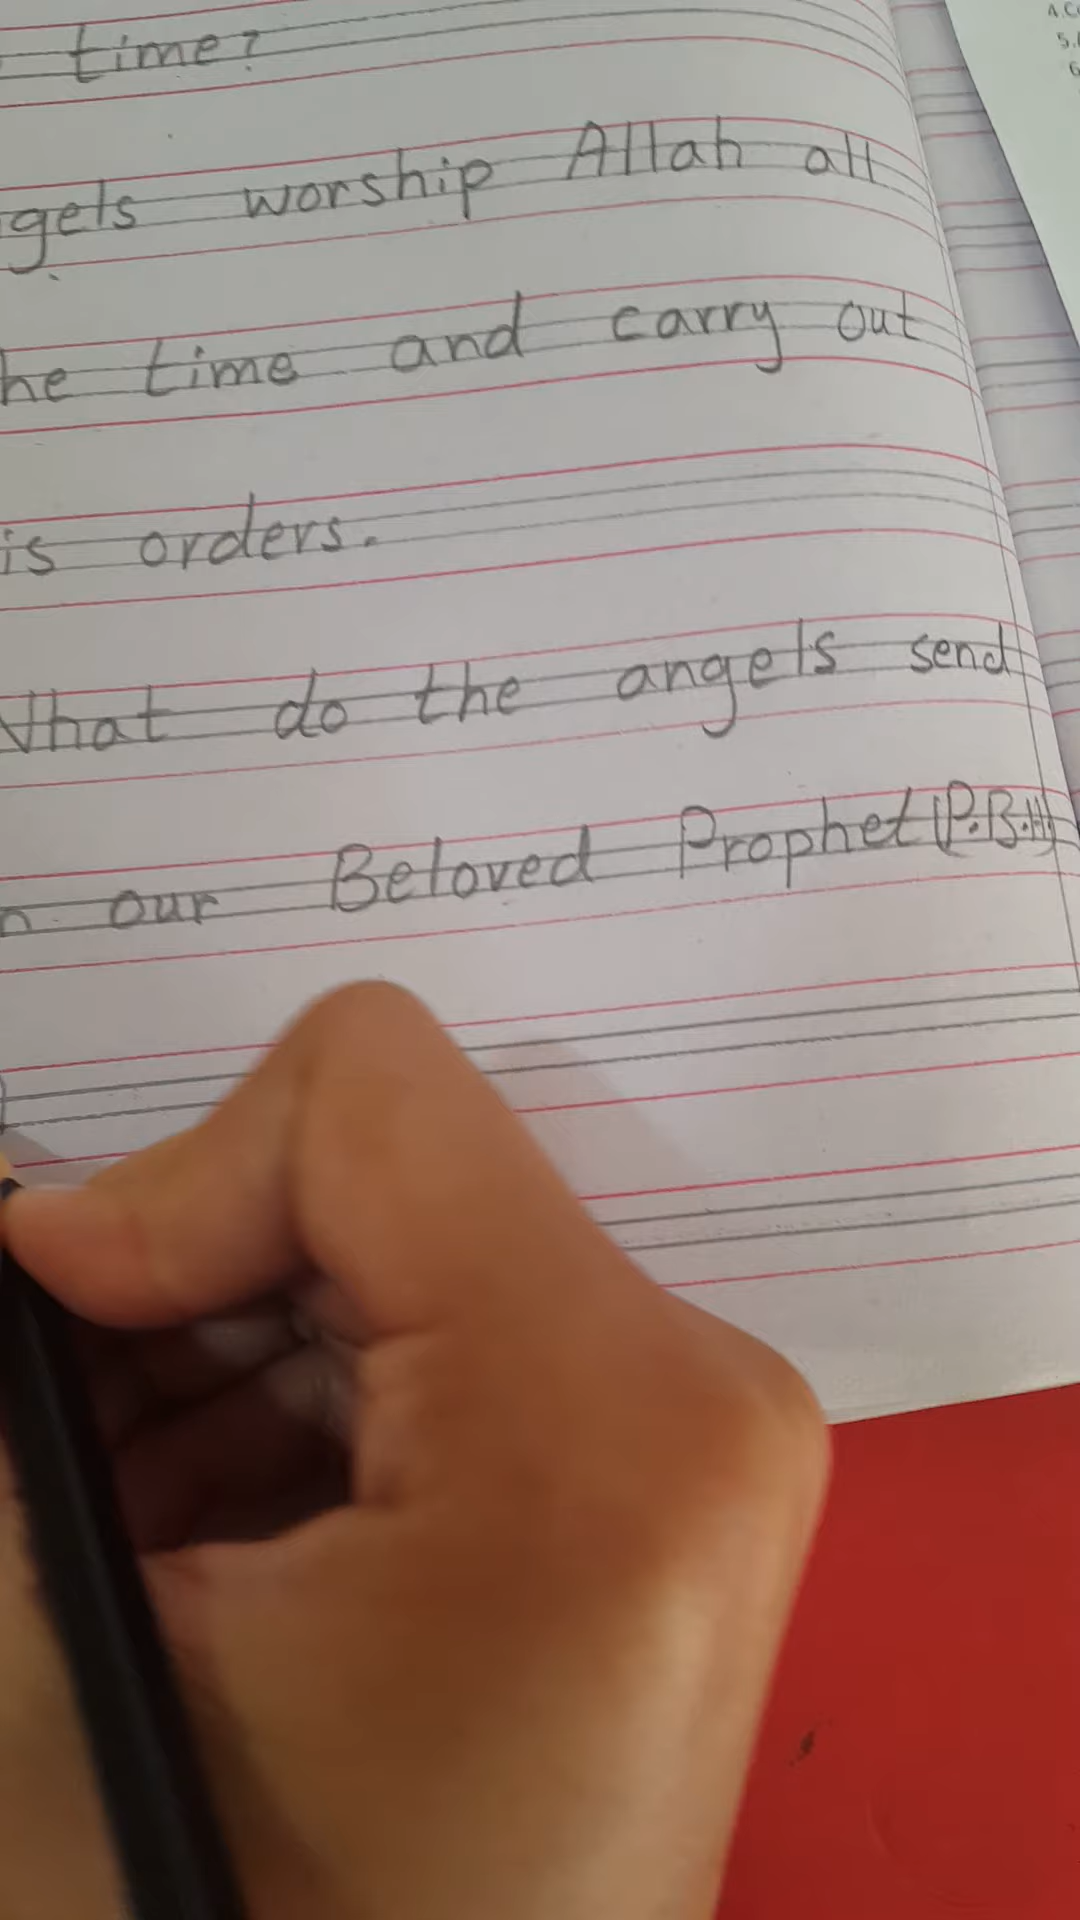 time?
gels worship Allah all
he time and carry out
is orders.
What do the angels send
our Beloved Prophet (P.B.H)